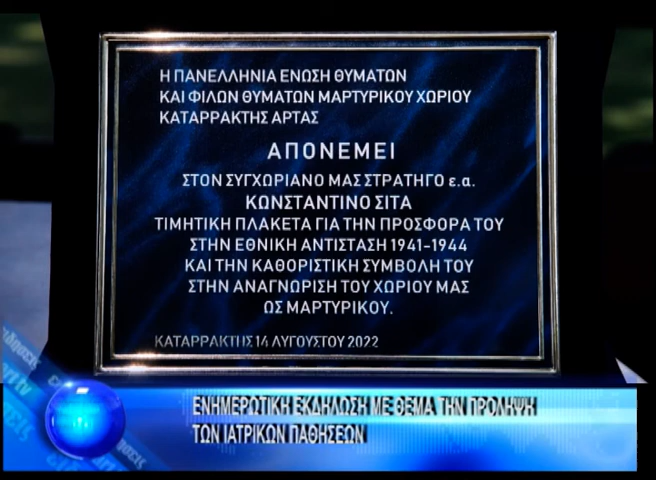 Η ΠΑΝΕΛΛΗΝΙΑ ΕΝΩΣΗ ΘΥΜΑΤΩΝ
ΚΑΙ ΦΙΛΩΝ ΘΥΜΑΤΩΝ ΜΑΡΤΥΡΙΚΟΥ ΧΩΡΙΟΥ
ΚΑΤΑΡΡΑΚΤΗΣ ΑΡΤΑΣ
ΑΠΟΝΕΜΕΙ
ΣΤΟΝ ΣΥΓΧΩΡΙΑΝΟ ΜΑΣ ΣΤΡΑΤΗΓΟ ε.α.
ΚΩΝΣΤΑΝΤΙΝΟ ΣΙΤΑ
ΤΙΜΗΤΙΚΗ ΠΛΑΚΕΤΑ ΓΙΑ ΤΗΝ ΠΡΟΣΦΟΡΑ ΤΟΥ
ΣΤΗΝ ΕΘΝΙΚΗ ΑΝΤΙΣΤΑΣΗ 1941-1944
ΚΑΙ ΤΗΝ ΚΑΘΟΡΙΣΤΙΚΗ ΣΥΜΒΟΛΗ ΤΟΥ
ΣΤΗΝ ΑΝΑΓΝΩΡΙΣΗ ΤΟΥ ΧΩΡΙΟΥ ΜΑΣ
ΩΣ ΜΑΡΤΥΡΙΚΟΥ.
ΚΑΤΑΡΡΑΚΤΗΣ 14 ΑΥΓΟΥΣΤΟΥ 2022
ΕΝΗΜΕΡΩΤΙΚΗ ΕΚΔΗΛΩΣΗ ΜΕ ΘΕΜΑ ΤΗΝ ΠΡΟΛΗΨΗ
ΤΩΝ ΙΑΤΡΙΚΩΝ ΠΑΘΗΣΕΩΝ